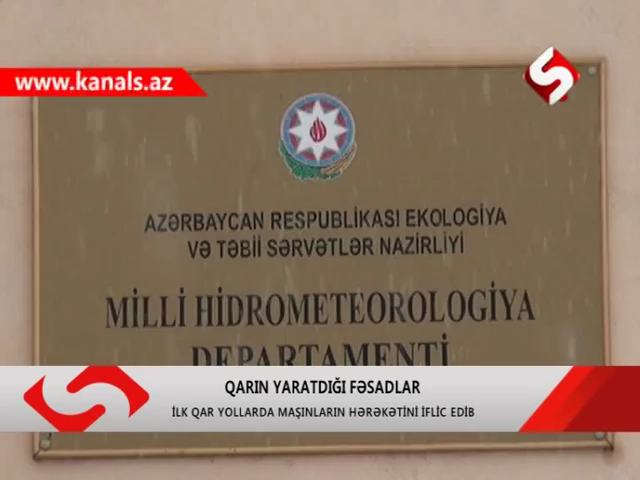 www.kanals.az
AZƏRBAYCAN RESPUBLİKASI EKOLOGİYA
VƏ TƏBİİ SƏRVƏTLƏR NAZİRLİYİ
MİLLİ HİDROMETEOROLOGİYA
DEPARTAMENTİ
QARIN YARATDIĞI FƏSADLAR
İLK QAR YOLLARDA MAŞINLARIN HƏRƏKƏTİNİ İFLİC EDİB